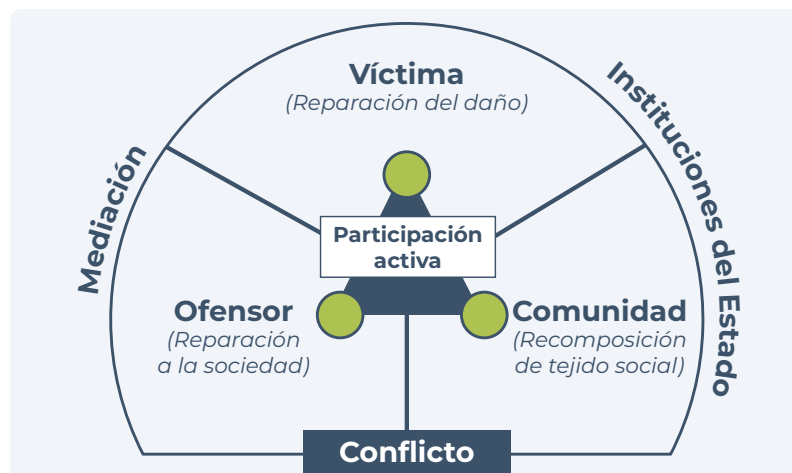 Víctima
(Reparación del daño)
Mediación
Instituciones del Estado
Participación
activa
Ofensor
(Reparación
a la sociedad)
Comunidad
(Recomposición
de tejido social)
Conflicto